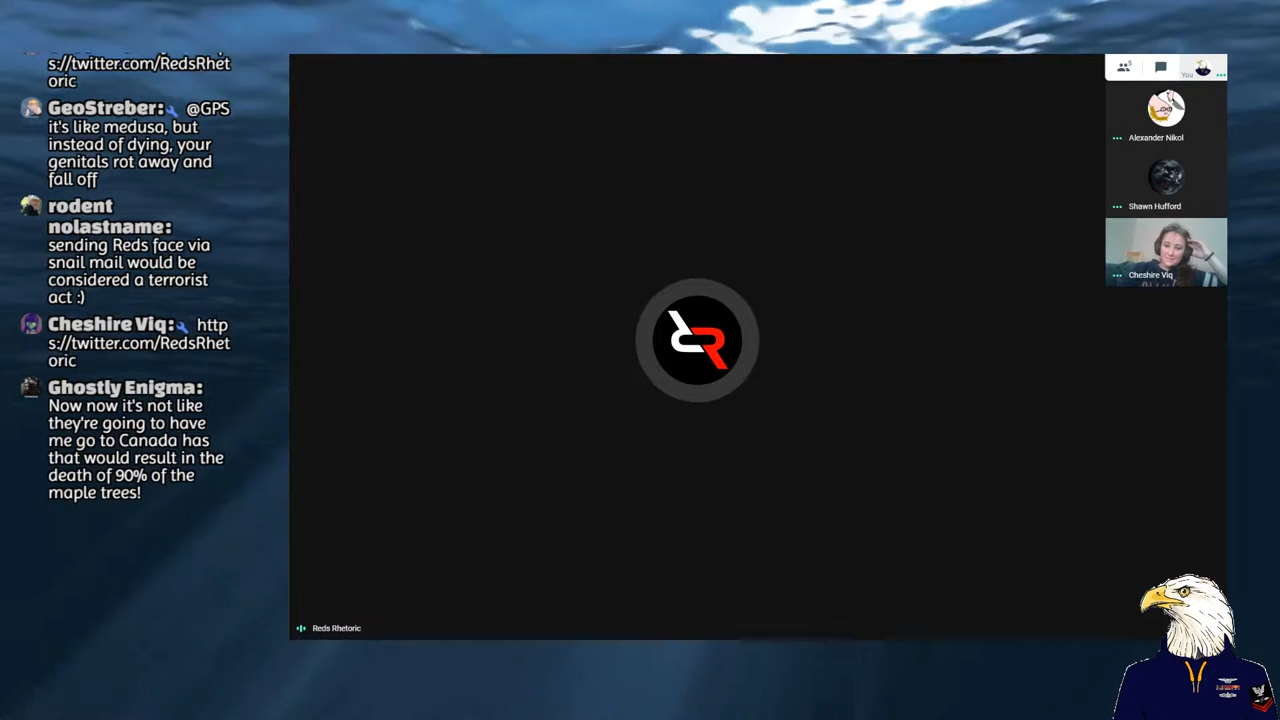 s://twitter.com/RedsRhet
oric
GeoStreber: @GPS
it's like medusa, but
instead of dying, your
genitals rot away and
fall off
rodent
nolastname:
sending Reds face via
snail mail would be
considered a terrorist
act :)
Cheshire Viq: http
s://twitter.com/RedsRhet
oric
Ghostly Enigma:
Now now it's not like
they're going to have
me go to Canada has
that would result in the
death of 90% of the
maple trees!
R
Reds Rhetoric
5
You
Alexander Nikol
Shawn Hufford
Cheshire Viq